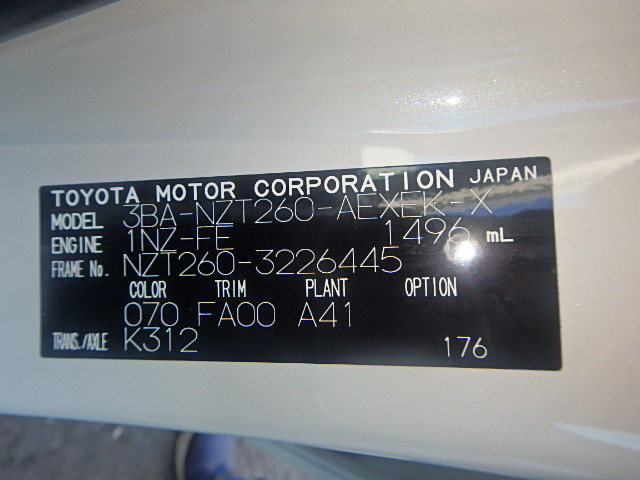 TOYOTA MOTOR CORPORATION JAPAN
MODEL 3BA-NZT260-AEXEK-X
ENGINE 1NZ-FE 1496 mL
FRAME No. NZT260-3226445
COLOR TRIM PLANT OPTION
070 FA00 A41
TRANS./AXLE K312 176